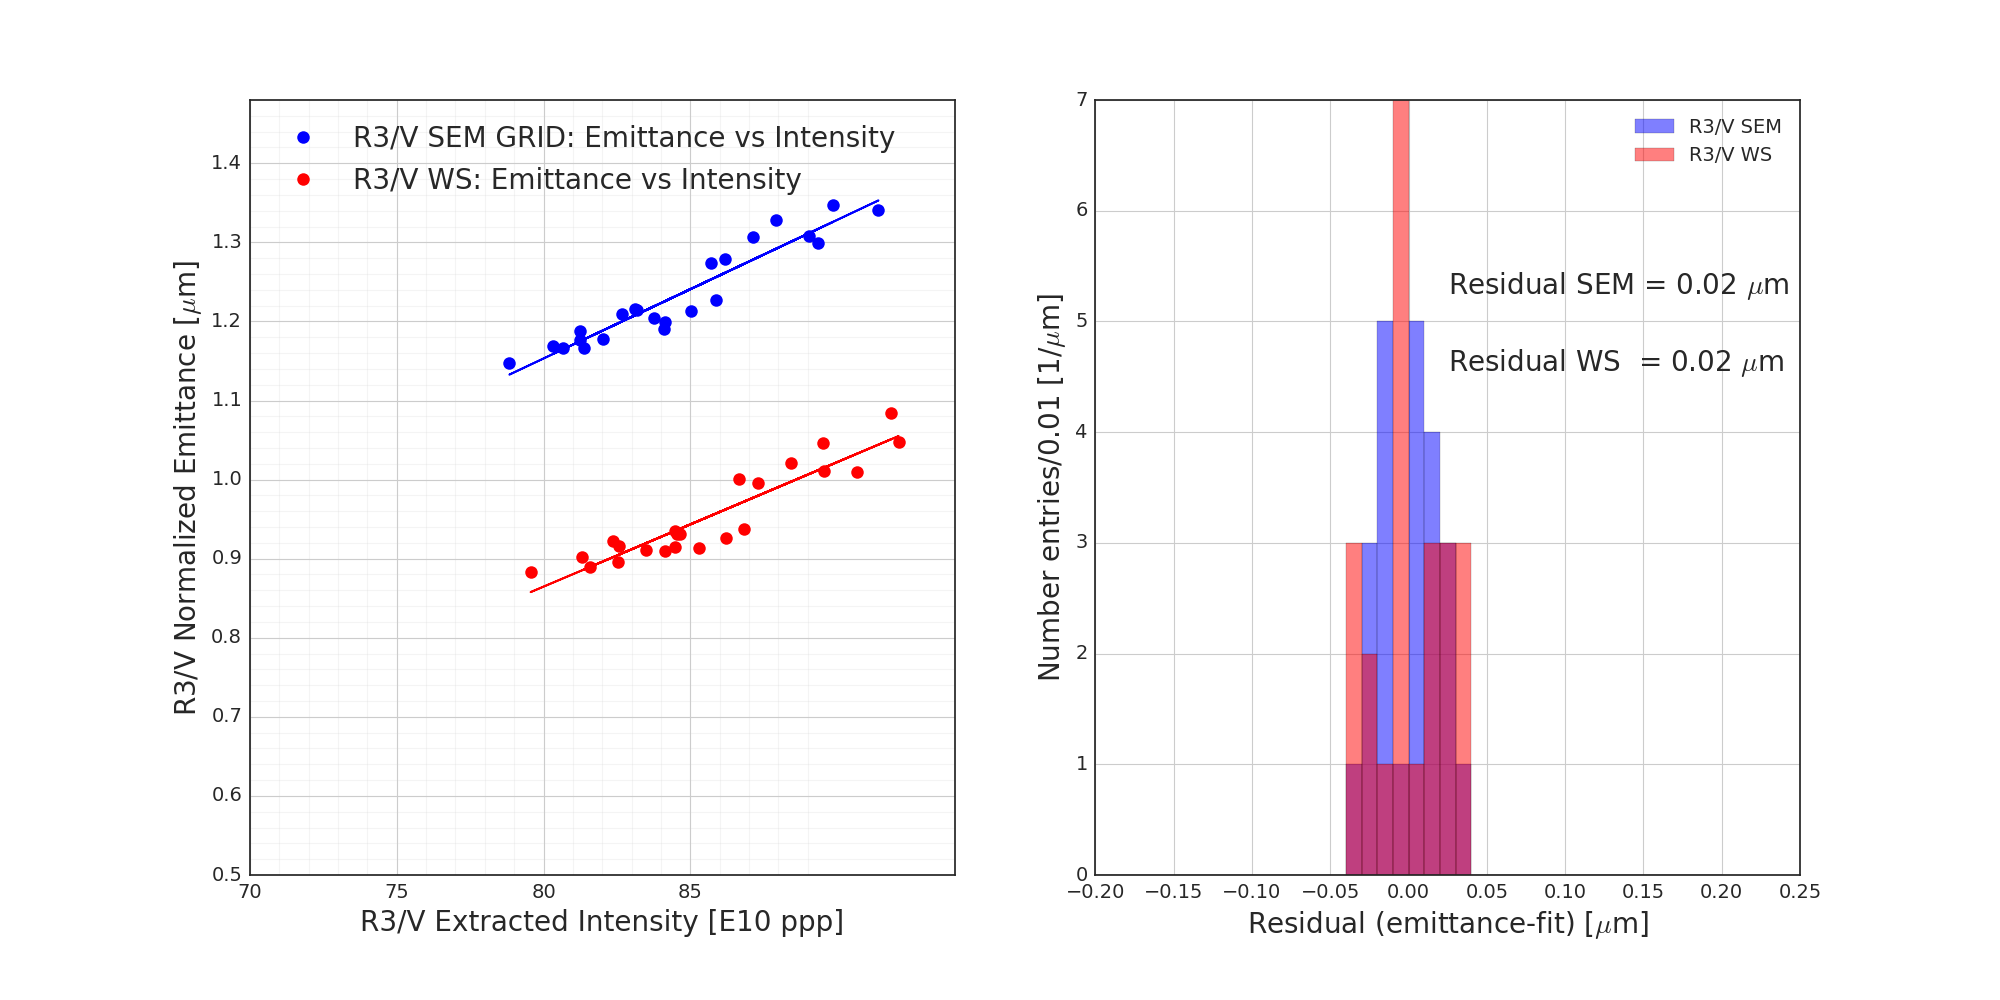 R3/V SEM GRID: Emittance vs Intensity
R3/V WS: Emittance vs Intensity
R3/V Normalized Emittance [μm]
1.4
1.3
1.2
1.1
1.0
0.9
0.8
0.7
0.6
0.5
70 75 80 85
R3/V Extracted Intensity [E10 ppp]
R3/V SEM
R3/V WS
Residual SEM = 0.02 μm
Residual WS = 0.02 μm
Number entries/0.01 [1/μm]
7
6
5
4
3
2
1
0
−0.20 −0.15 −0.10 −0.05 0.00 0.05 0.10 0.15 0.20 0.25
Residual (emittance-fit) [μm]